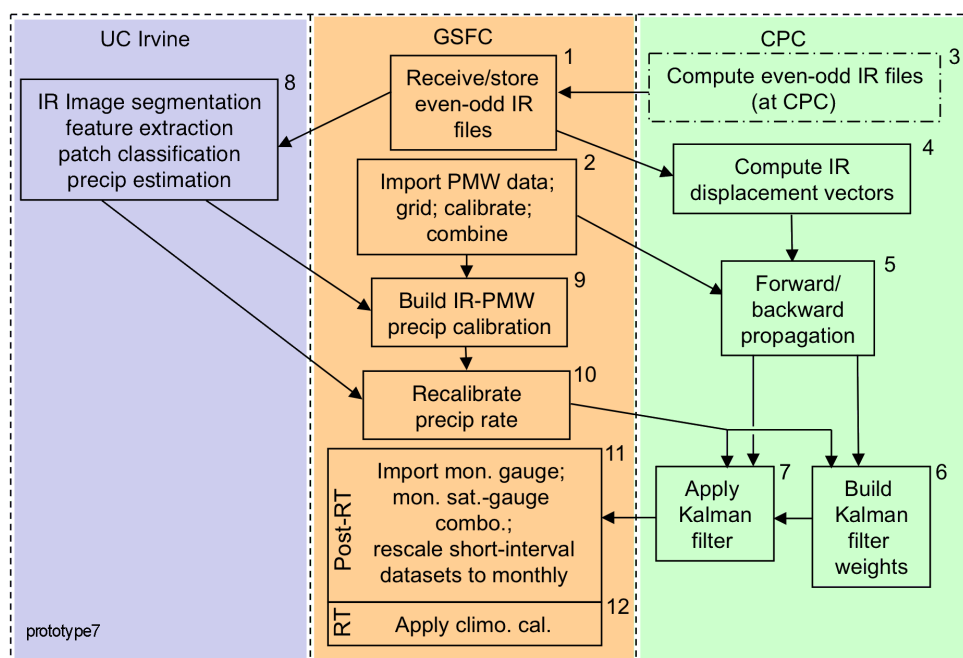 UC Irvine
GSFC
CPC
8
IR Image segmentation
feature extraction
patch classification
precip estimation
1
Receive/store
even-odd IR
files
3
Compute even-odd IR files
(at CPC)
2
Import PMW data;
grid; calibrate;
combine
4
Compute IR
displacement vectors
9
Build IR-PMW
precip calibration
5
Forward/
backward
propagation
10
Recalibrate
precip rate
11
Post-RT
Import mon. gauge;
mon. sat.-gauge
combo.;
rescale short-interval
datasets to monthly
7
Apply
Kalman
filter
6
Build
Kalman
filter
weights
12
RT
Apply climo. cal.
prototype7